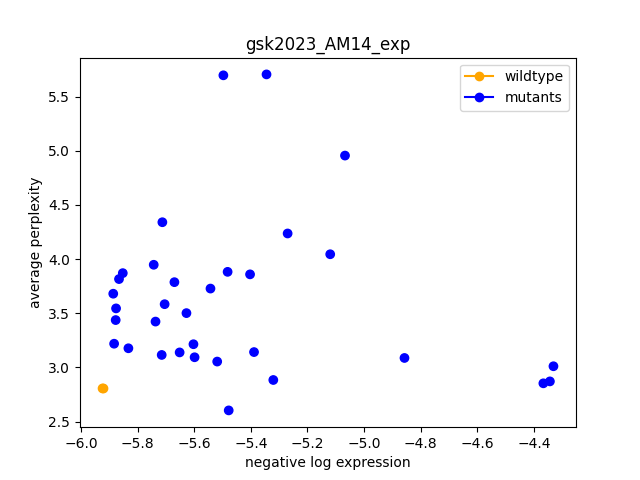 gsk2023_AM14_exp
wildtype
mutants
average perplexity
5.5
5.0
4.5
4.0
3.5
3.0
2.5
−6.0 −5.8 −5.6 −5.4 −5.2 −5.0 −4.8 −4.6 −4.4
negative log expression